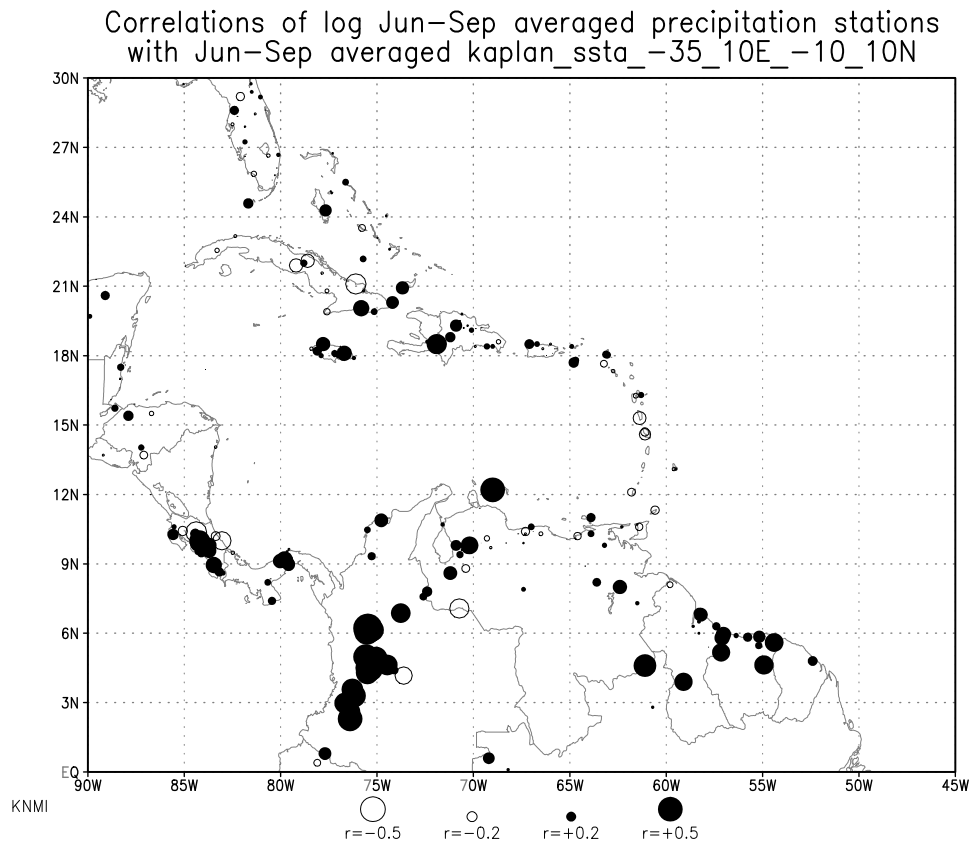 Correlations of log Jun-Sep averaged precipitation stations
with Jun-Sep averaged kaplan_ssta_-35_10E_-10_10N
30N
27N
24N
21N
18N
15N
12N
9N
6N
3N
EQ
90W 85W 80W 75W 70W 65W 60W 55W 50W 45W
KNMI
r=-0.5 r=-0.2 r=+0.2 r=+0.5